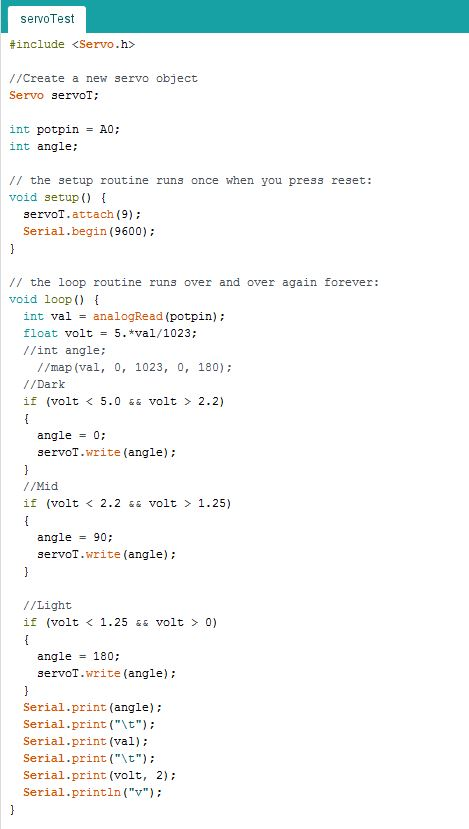 servoTest
#include <Servo.h>

//Create a new servo object
Servo servoT;

int potpin = A0;
int angle;

// the setup routine runs once when you press reset:
void setup() {
  servoT.attach(9);
  Serial.begin(9600);
}

// the loop routine runs over and over again forever:
void loop() {
  int val = analogRead(potpin);
  float volt = 5.*val/1023;
  //int angle;
    //map(val, 0, 1023, 0, 180);
  //Dark
  if (volt < 5.0 && volt > 2.2)
  {
    angle = 0;
    servoT.write(angle);
  }
  //Mid
  if (volt < 2.2 && volt > 1.25)
  {
    angle = 90;
    servoT.write(angle);
  }

  //Light
  if (volt < 1.25 && volt > 0)
  {
    angle = 180;
    servoT.write(angle);
  }
  Serial.print(angle);
  Serial.print("\t");
  Serial.print(val);
  Serial.print("\t");
  Serial.print(volt, 2);
  Serial.println("v");
}